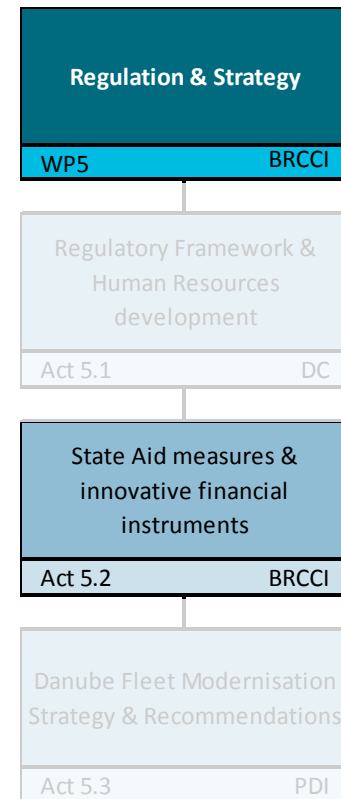 Regulation & Strategy
WP5 BRCCI
Regulatory Framework &
Human Resources
development
Act 5.1 DC
State Aid measures &
innovative financial
instruments
Act 5.2 BRCCI
Danube Fleet Modernisation
Strategy & Recommendations
Act 5.3 PDI